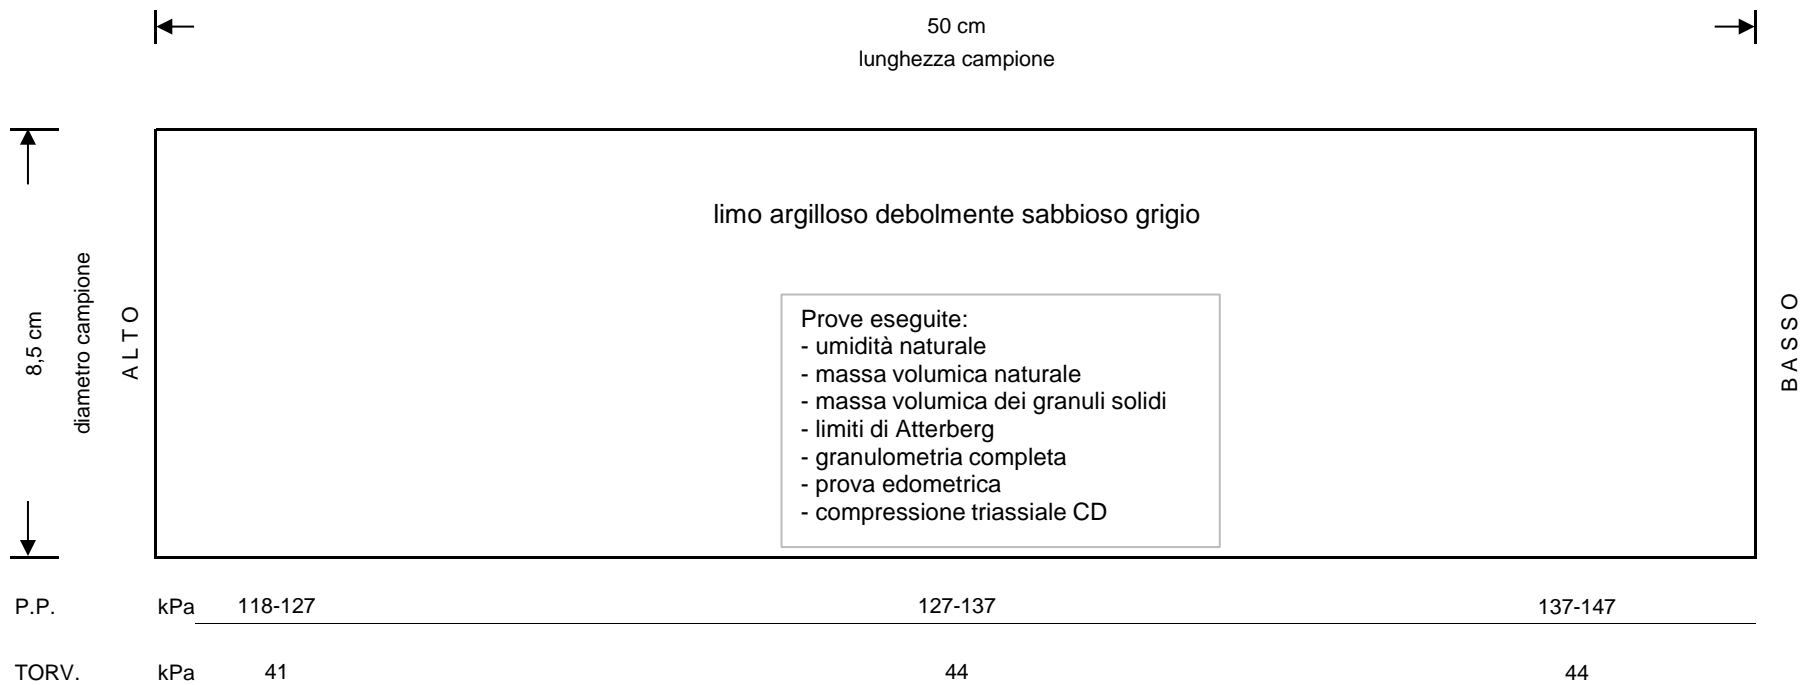 50 cm
lunghezza campione
8,5 cm
diametro campione
ALTO
limo argilloso debolmente sabbioso grigio
Prove eseguite:
- umidità naturale
- massa volumica naturale
- massa volumica dei granuli solidi
- limiti di Atterberg
- granulometria completa
- prova edometrica
- compressione triassiale CD
BASSO
P.P. kPa 118-127 127-137 137-147
TORV. kPa 41 44 44